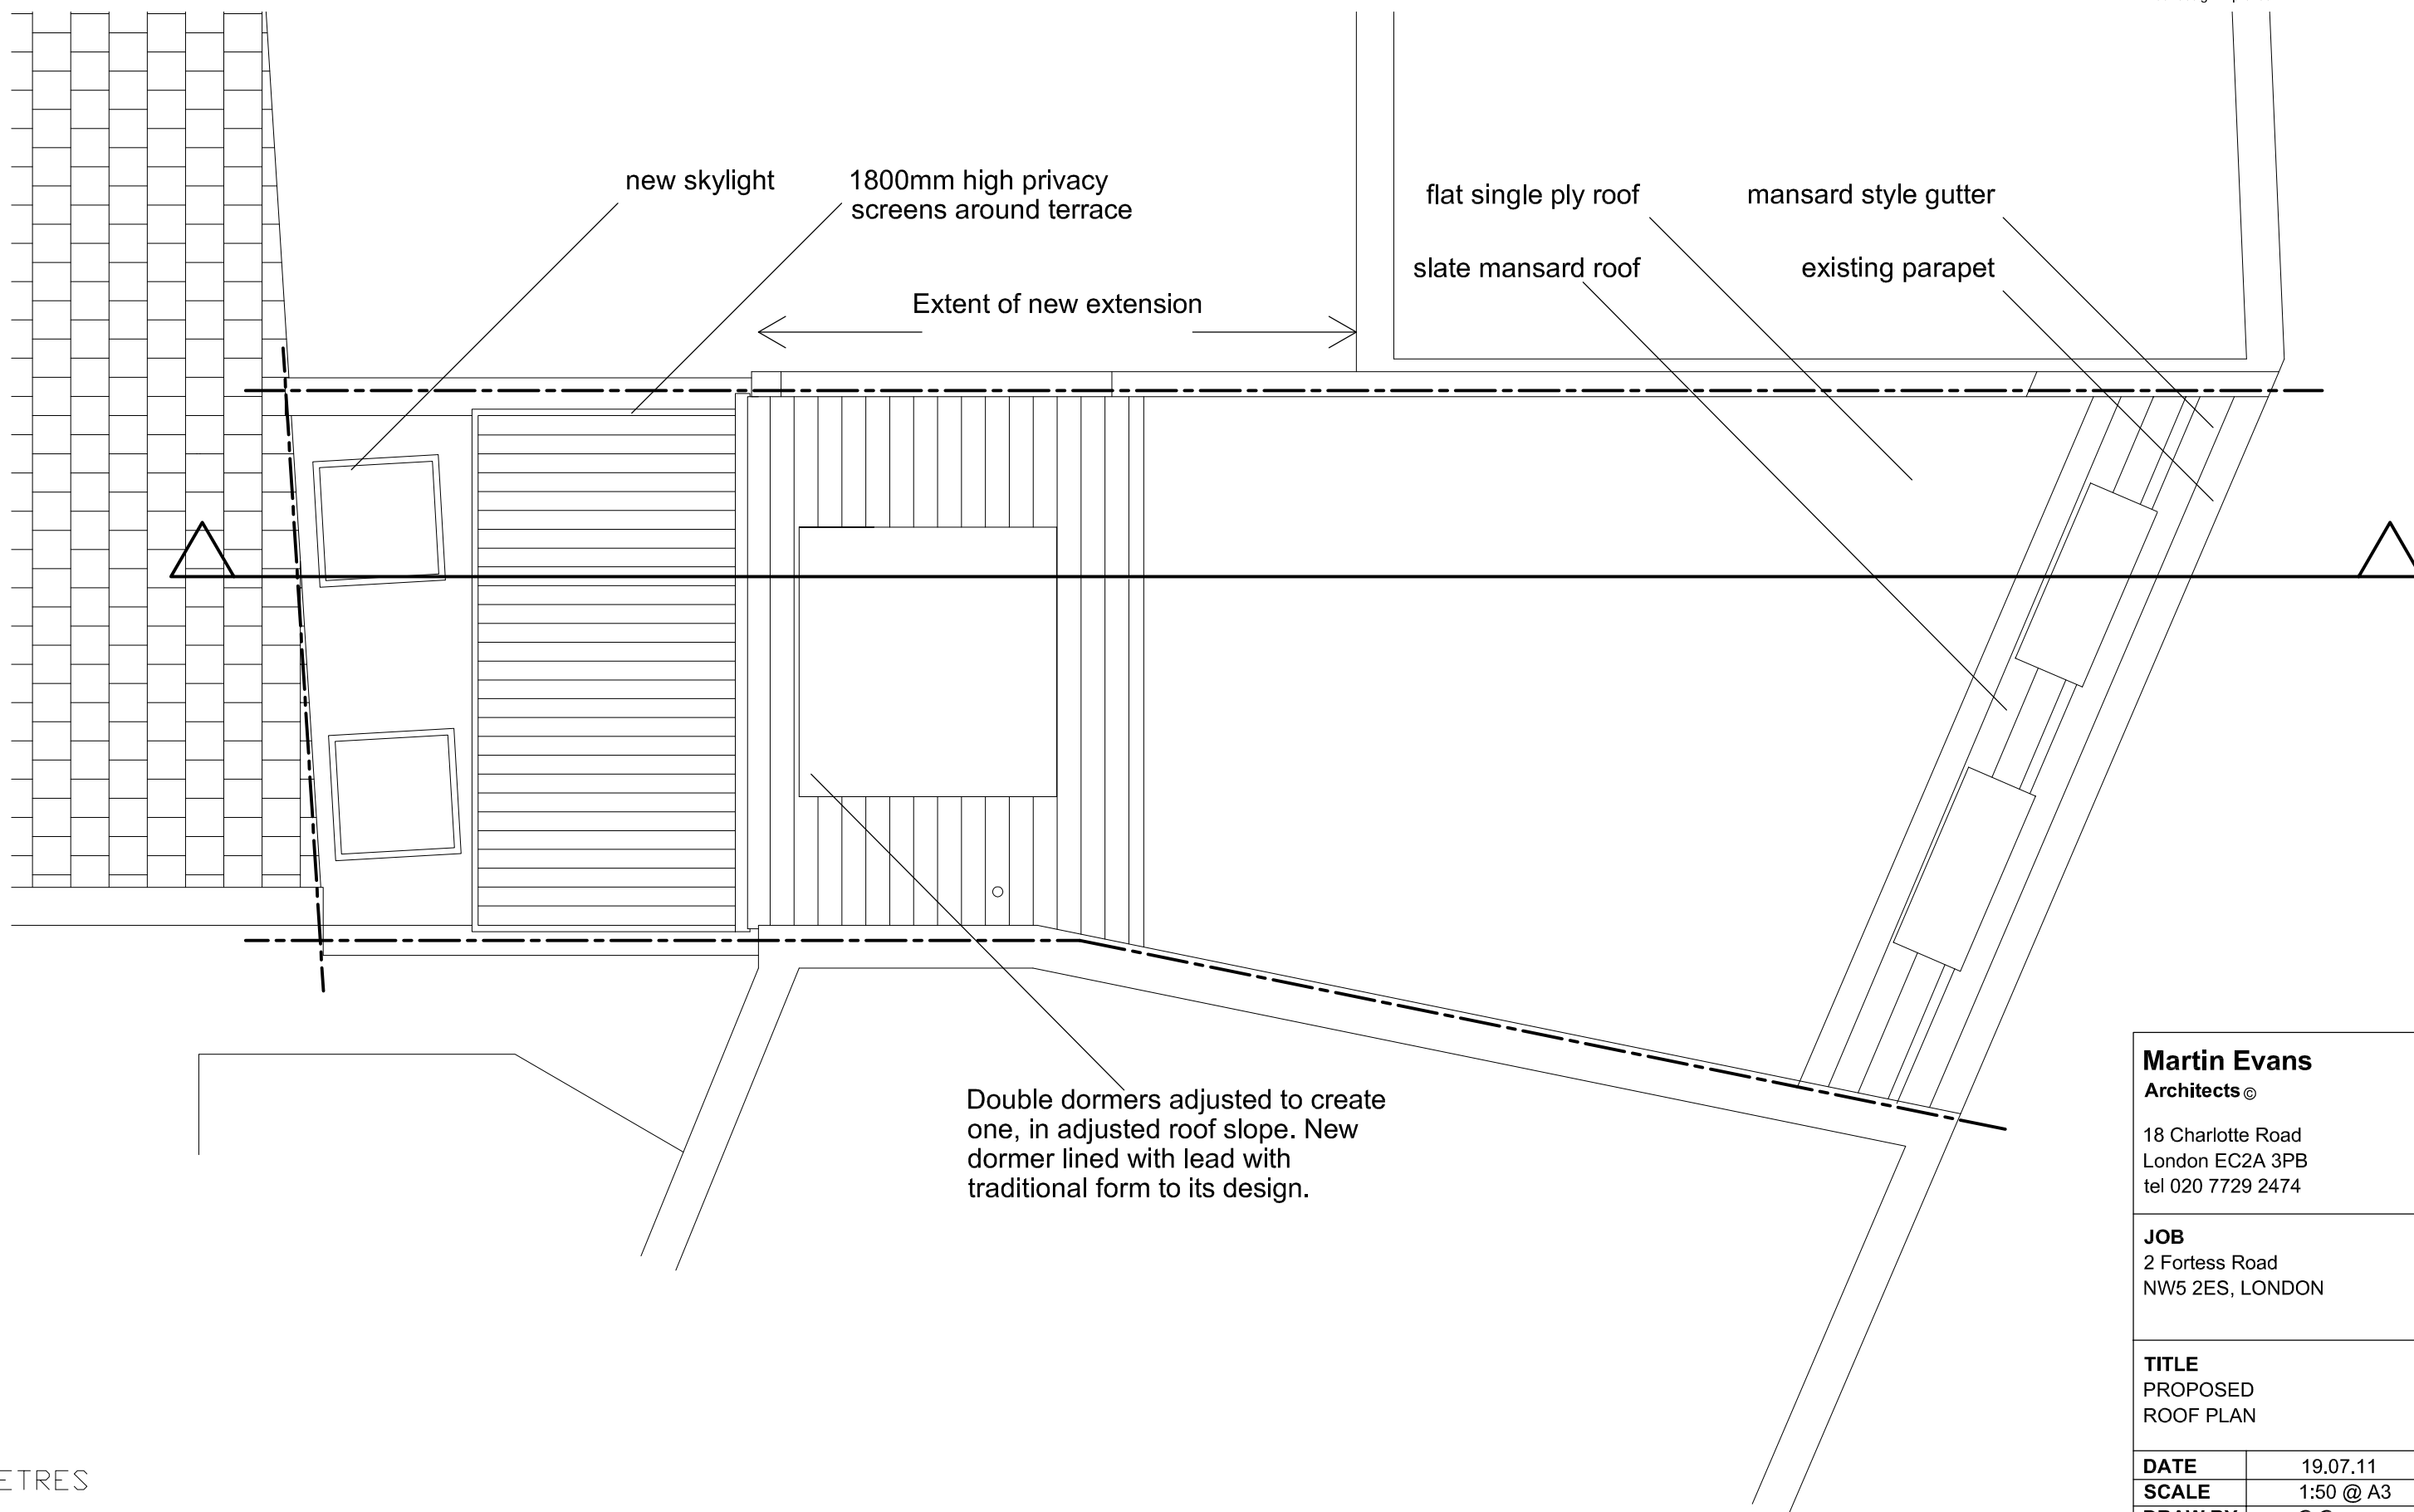 new skylight
1800mm high privacy
screens around terrace
flat single ply roof
mansard style gutter
slate mansard roof
existing parapet
Extent of new extension
Double dormers adjusted to create
one, in adjusted roof slope. New
dormer lined with lead with
traditional form to its design.
Martin Evans
Architects ©
18 Charlotte Road
London EC2A 3PB
tel 020 7729 2474
JOB
2 Fortess Road
NW5 2ES, LONDON
TITLE
PROPOSED
ROOF PLAN
DATE 19.07.11
SCALE 1:50 @ A3
ETRES